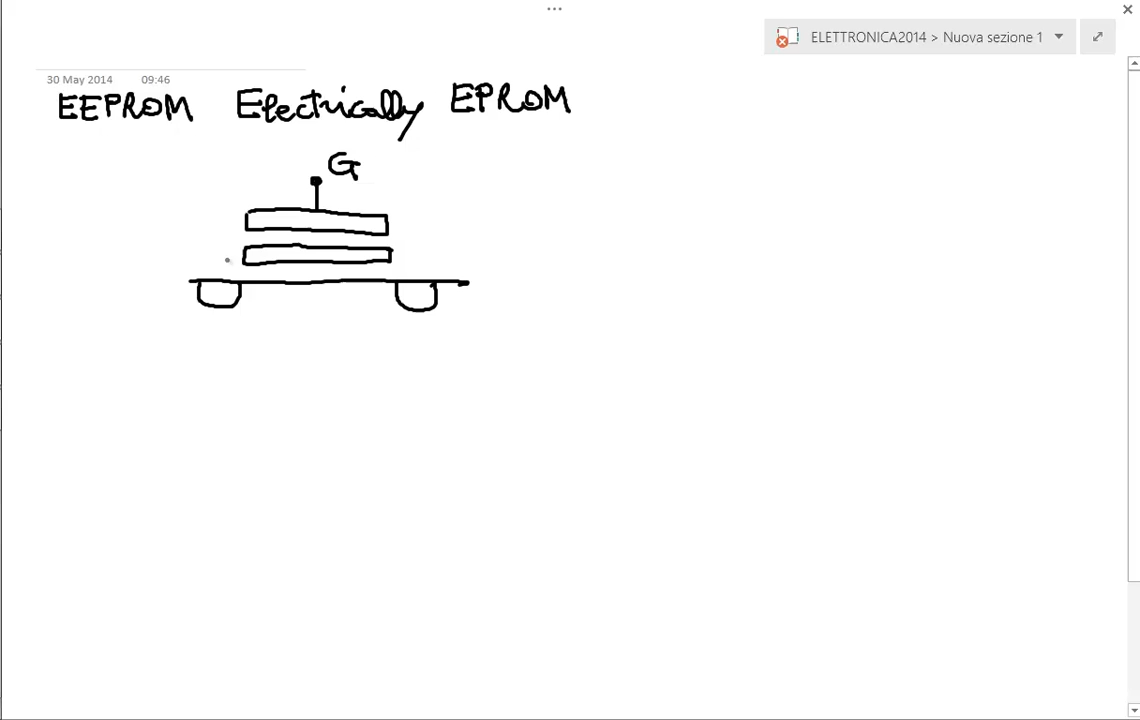 ...
ELETTRONICA2014 > Nuova sezione 1
30 May 2014 09:46
EEPROM Electrically EPROM
G